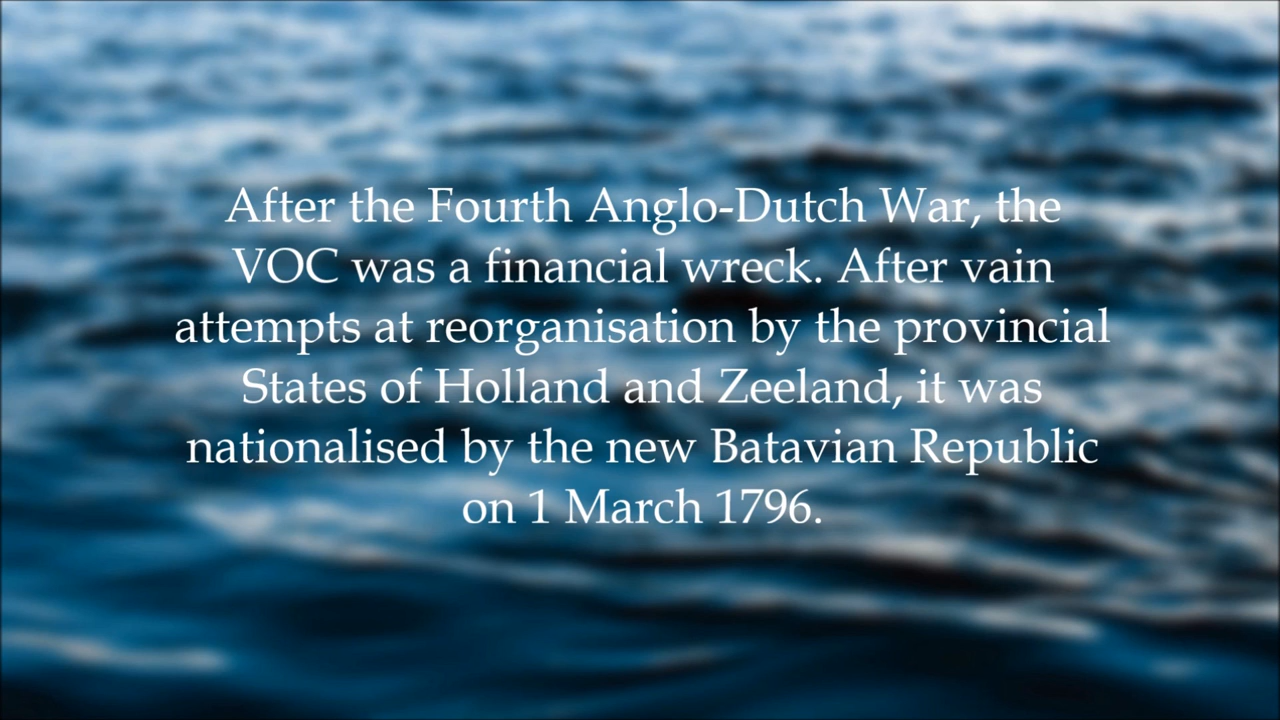 After the Fourth Anglo-Dutch War, the
VOC was a financial wreck. After vain
attempts at reorganisation by the provincial
States of Holland and Zeeland, it was
nationalised by the new Batavian Republic
on 1 March 1796.